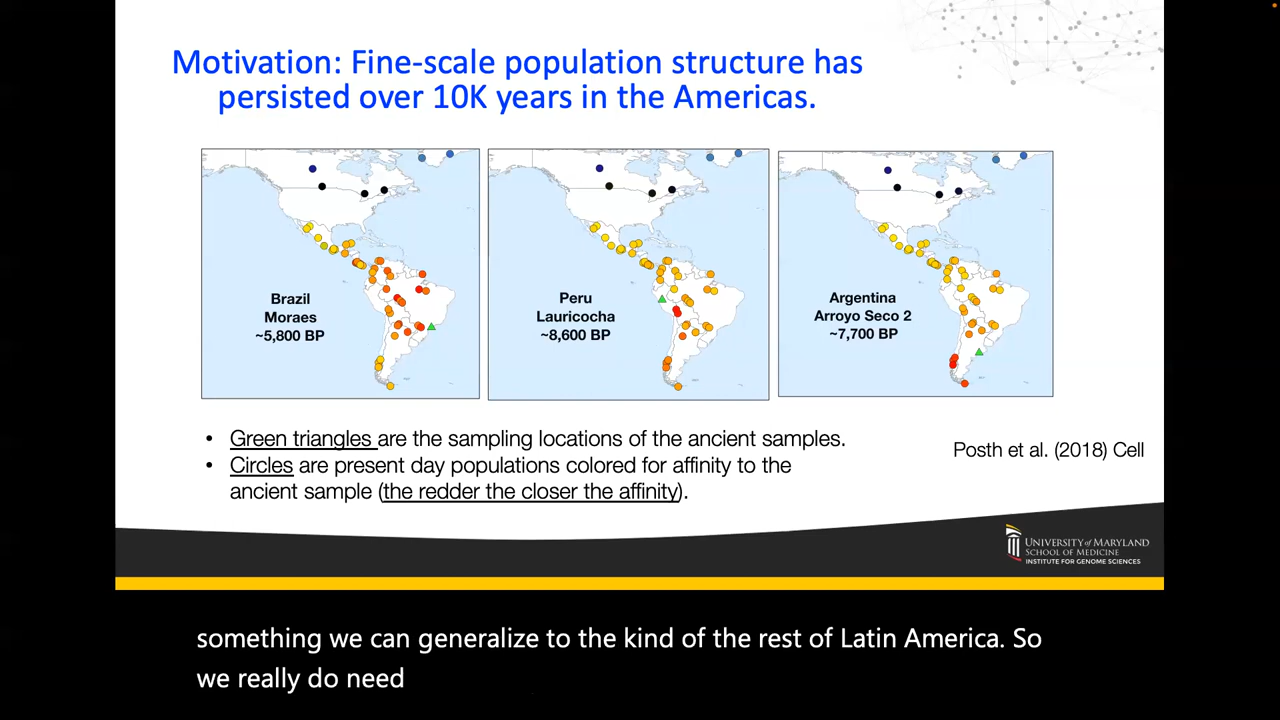 Motivation: Fine-scale population structure has
persisted over 10K years in the Americas.
Brazil
Moraes
~5,800 BP
Peru
Lauricocha
~8,600 BP
Argentina
Arroyo Seco 2
~7,700 BP
• Green triangles are the sampling locations of the ancient samples.
• Circles are present day populations colored for affinity to the
ancient sample (the redder the closer the affinity).
Posth et al. (2018) Cell
UNIVERSITY of MARYLAND
SCHOOL OF MEDICINE
INSTITUTE FOR GENOME SCIENCES
something we can generalize to the kind of the rest of Latin America. So
we really do need